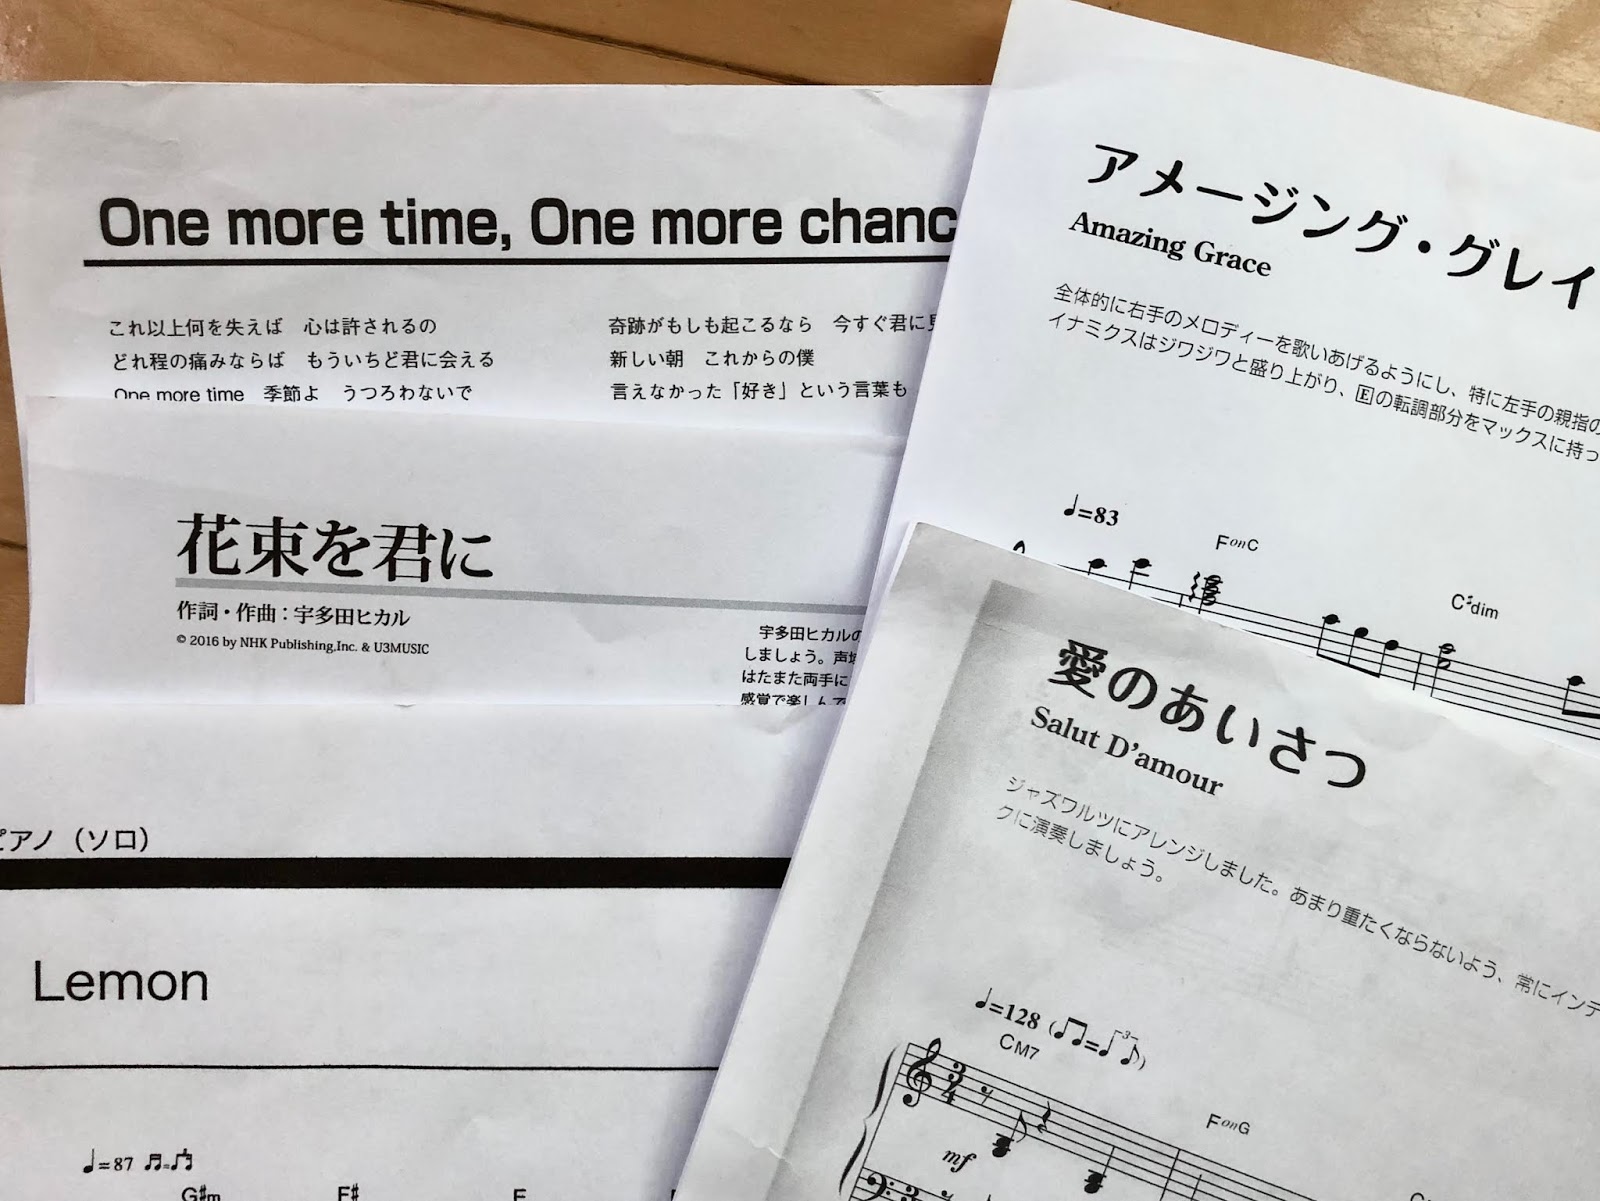 One more time, One more chanc
これ以上何を失えば 心は許されるの
どれ程の痛みならば もういちど君に会える
One more time 季節よ うつろわないで
奇跡がもしも起こるなら 今すぐ君に
新しい朝 これからの僕
言えなかった「好き」という言葉も
花束を君に
作詞・作曲：宇多田ヒカル
© 2016 by NHK Publishing,Inc. & U3MUSIC
宇多田ヒカルの
しましょう。声域
はたまた両手に
感覚で楽しんで
ピアノ（ソロ）
Lemon
♩=87
G#m F# E
アメージング・グレイ
Amazing Grace
全体的に右手のメロディーを歌いあげるようにし、特に左手の親指の
イナミクスはジワジワと盛り上がり、Eの転調部分をマックスに持っ
♩=83
FonC
C#dim
愛のあいさつ
Salut D'amour
ジャズワルツにアレンジしました。あまり重たくならないよう、常にインテ
クに演奏しましょう。
♩=128 (♫=♩♪)
3
CM7
FonG
3
4
mf